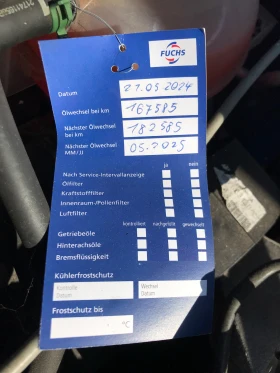 FUCHS
Datum 27.05.2024
Ölwechsel bei km 167585
Nächster Ölwechsel bei km 182585
Nächster Ölwechsel MM/JJ 05-2025
ja nein
Nach Service-Intervallanzeige
Ölfilter
Kraftstofffilter
Innenraum-/Pollenfilter
Luftfilter
kontrolliert nachgefüllt gewechselt
Getriebeöle
Hinterachsöle
Bremsflüssigkeit
Kühlerfrostschutz
Kontrolle Datum Wechsel Datum
Frostschutz bis
- °C